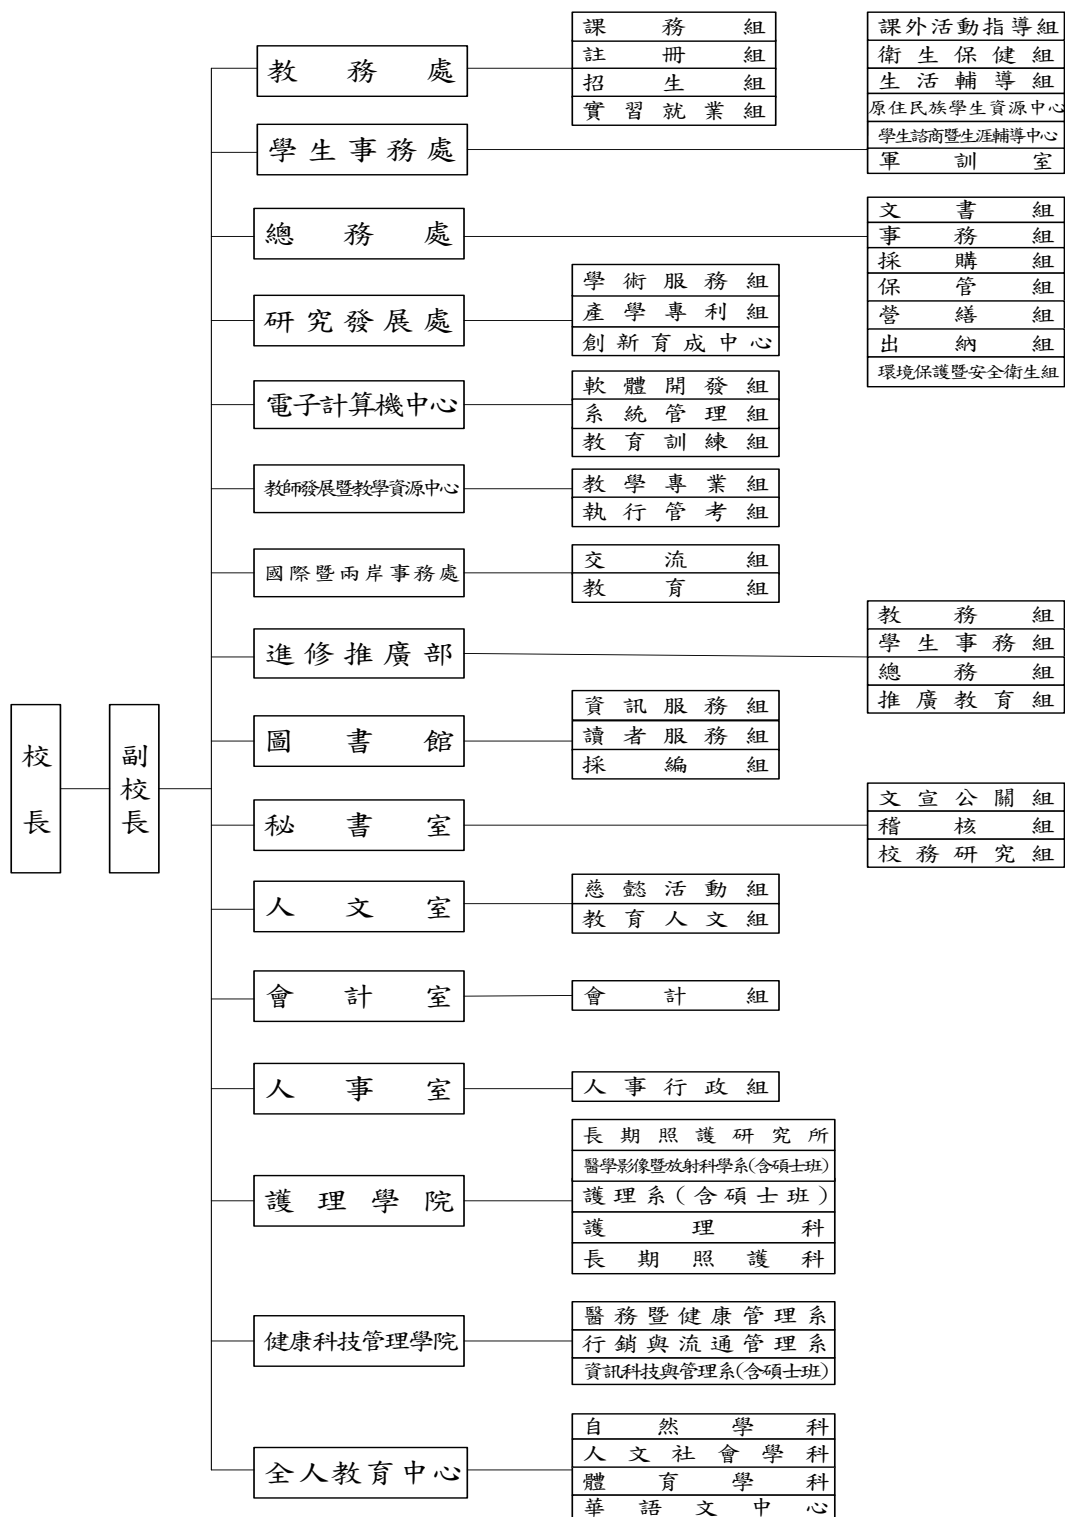 校長
副校長
教務處
課務組
註冊組
招生組
實習就業組
學生事務處
課外活動指導組
衛生保健組
生活輔導組
原住民族學生資源中心
學生諮商暨生涯輔導中心
軍訓室
總務處
文書組
事務組
採購組
保管組
營繕組
出納組
環境保護暨安全衛生組
研究發展處
學術服務組
產學專利組
創新育成中心
電子計算機中心
軟體開發組
系統管理組
教育訓練組
教師發展暨教學資源中心
教學專業組
執行管考組
國際暨兩岸事務處
交流組
教育組
進修推廣部
教務組
學生事務組
總務組
推廣教育組
圖書館
資訊服務組
讀者服務組
採編組
秘書室
文宣公關組
稽核組
校務研究組
人文室
慈懿活動組
教育人文組
會計室
會計組
人事室
人事行政組
護理學院
長期照護研究所
醫學影像暨放射科學系(含碩士班)
護理系(含碩士班)
護理科
長期照護科
健康科技管理學院
醫務暨健康管理系
行銷與流通管理系
資訊科技與管理系(含碩士班)
全人教育中心
自然學科
人文社會學科
體育學科
華語文中心